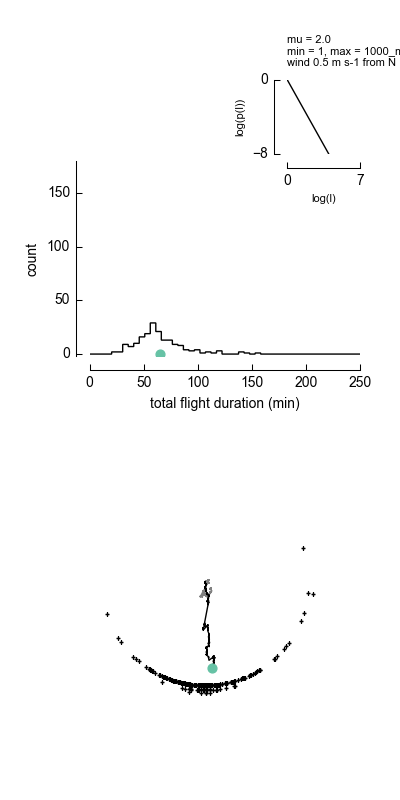 mu = 2.0
min = 1, max = 1000_m
wind 0.5 m s-1 from N
0
log(p(l))
−8
0 7
log(l)
150
100
count
50
0
0 50 100 150 200 250
total flight duration (min)